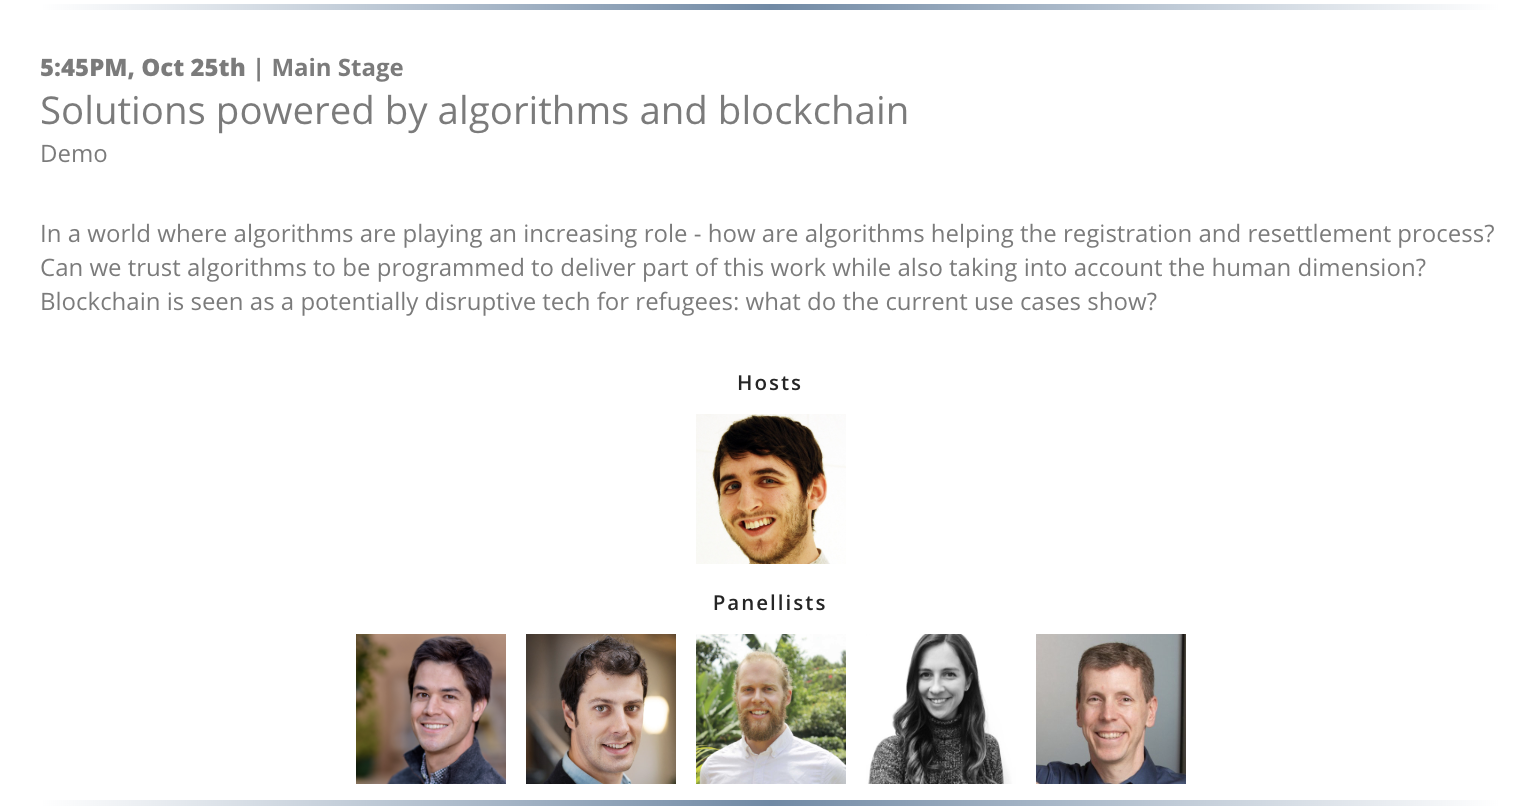 5:45PM, Oct 25th | Main Stage
Solutions powered by algorithms and blockchain
Demo
In a world where algorithms are playing an increasing role - how are algorithms helping the registration and resettlement process?
Can we trust algorithms to be programmed to deliver part of this work while also taking into account the human dimension?
Blockchain is seen as a potentially disruptive tech for refugees: what do the current use cases show?
Hosts
Panellists